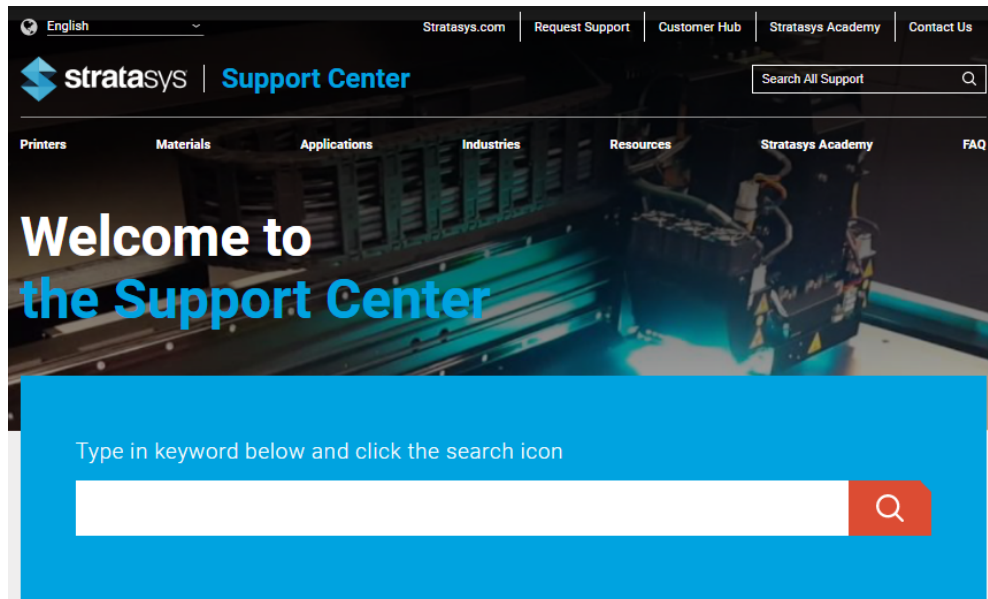 English
Stratasys.com
Request Support
Customer Hub
Stratasys Academy
Contact Us
stratasys
Support Center
Search All Support
Printers
Materials
Applications
Industries
Resources
Stratasys Academy
FAQ
Welcome to
the Support Center
Type in keyword below and click the search icon